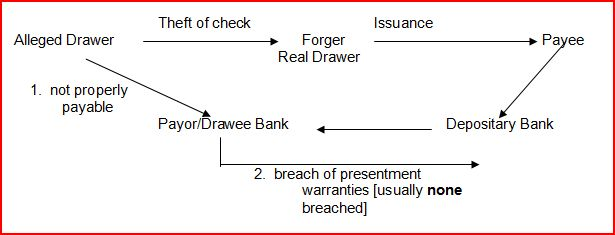 Theft of check
Issuance
Alleged Drawer
Forger
Payee
Real Drawer
1. not properly
payable
Payor/Drawee Bank
Depositary Bank
2. breach of presentment
warranties [usually none
breached]